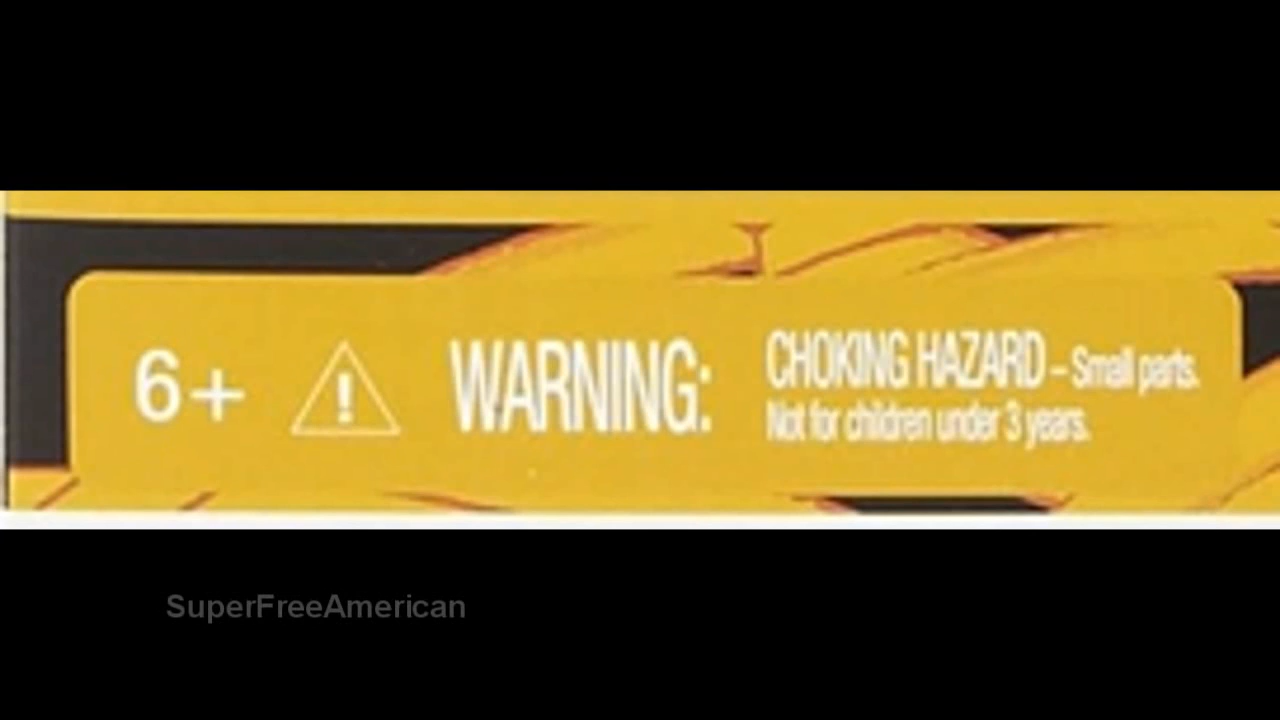 6+ ! WARNING: CHOKING HAZARD – Small parts.
Not for children under 3 years.
SuperFreeAmerican